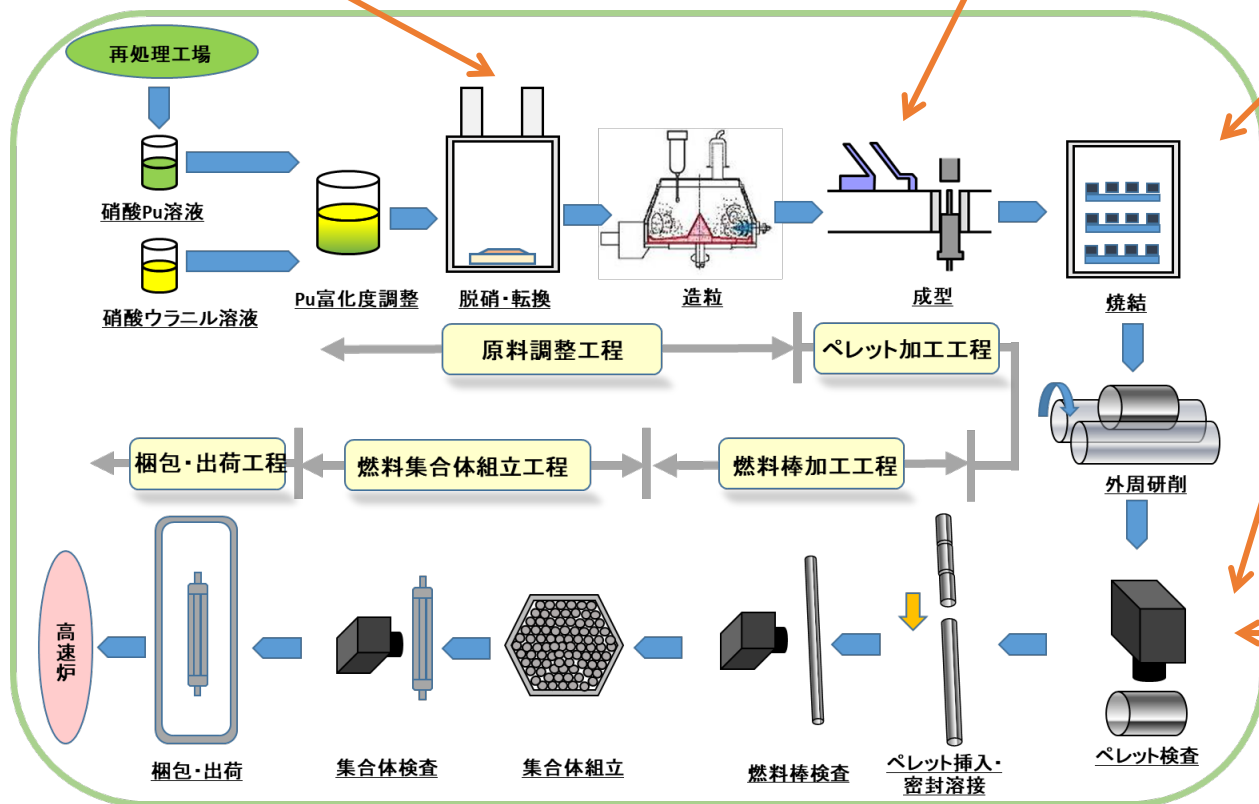 再処理工場
硝酸Pu溶液
硝酸ウラニル溶液
Pu富化度調整
脱硝・転換
造粒
成型
焼結
原料調整工程
ペレット加工工程
外周研削
梱包・出荷工程
燃料集合体組立工程
燃料棒加工工程
高速炉
梱包・出荷
集合体検査
集合体組立
燃料棒検査
ペレット挿入・
密封溶接
ペレット検査